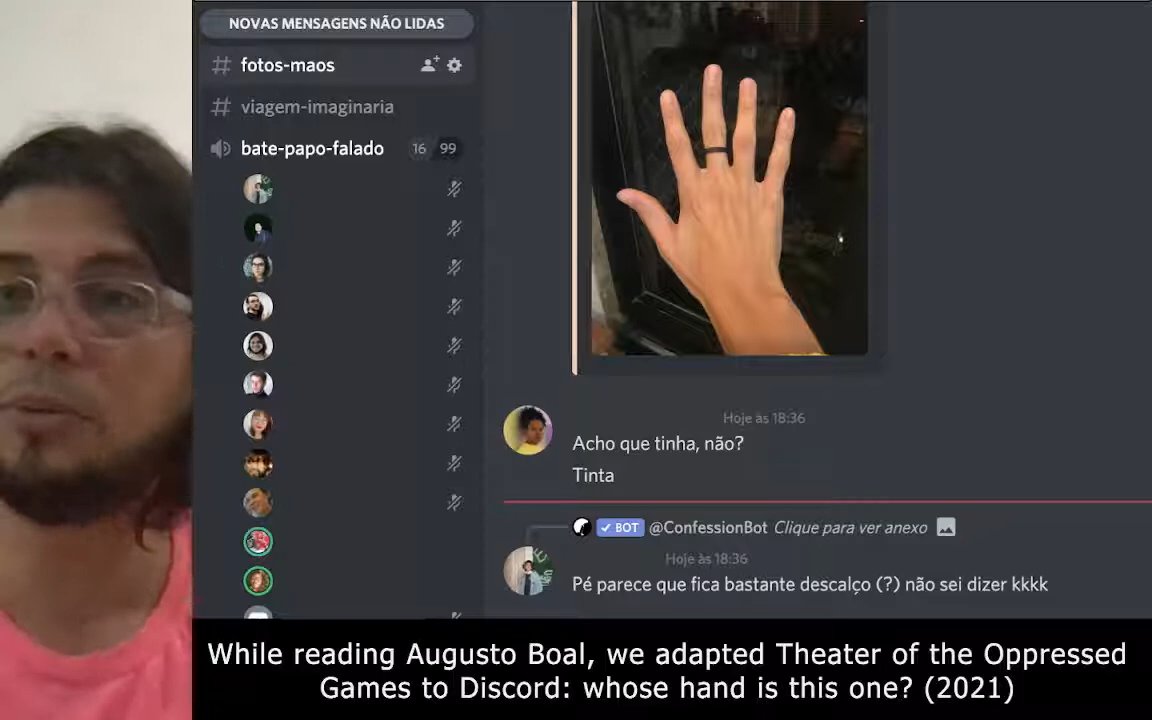 NOVAS MENSAGENS NÃO LIDAS
# fotos-maos
# viagem-imaginaria
bate-papo-falado 16 99
Hoje às 18:36
Acho que tinha, não?
Tinta
BOT @ConfessionBot Clique para ver anexo
Hoje às 18:36
Pé parece que fica bastante descalço (?) não sei dizer kkkk
While reading Augusto Boal, we adapted Theater of the Oppressed
Games to Discord: whose hand is this one? (2021)